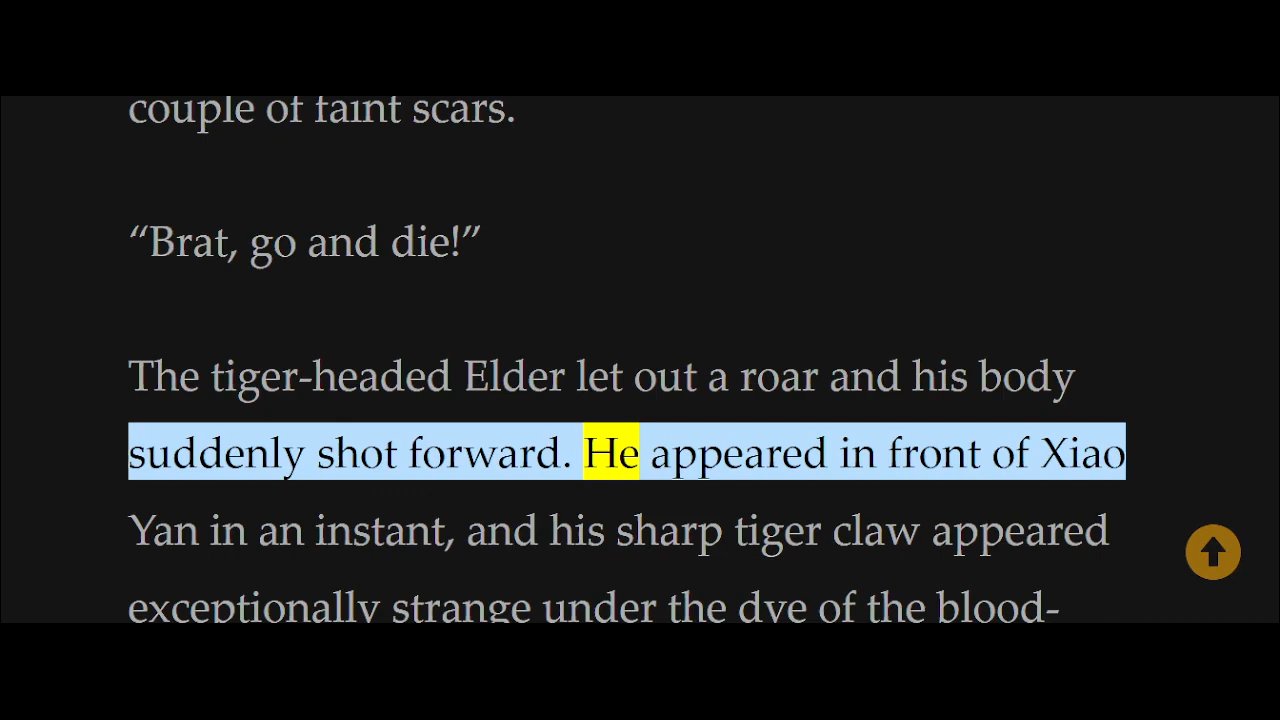 couple of faint scars.
“Brat, go and die!”
The tiger-headed Elder let out a roar and his body
suddenly shot forward. He appeared in front of Xiao
Yan in an instant, and his sharp tiger claw appeared
exceptionally strange under the dye of the blood-